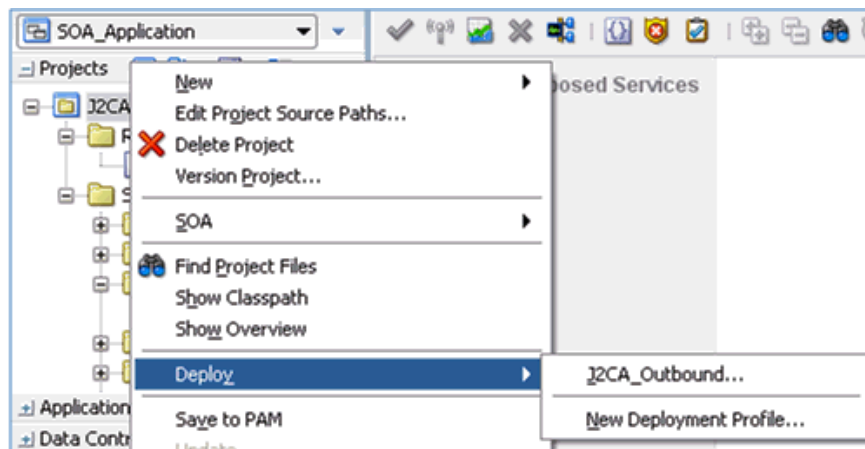 SOA_Application
Projects
J2CA
New
osed Services
Edit Project Source Paths...
Delete Project
Version Project...
SOA
Find Project Files
Show Classpath
Show Overview
Deploy
J2CA_Outbound...
New Deployment Profile...
Application
Save to PAM
Data Contr
Update